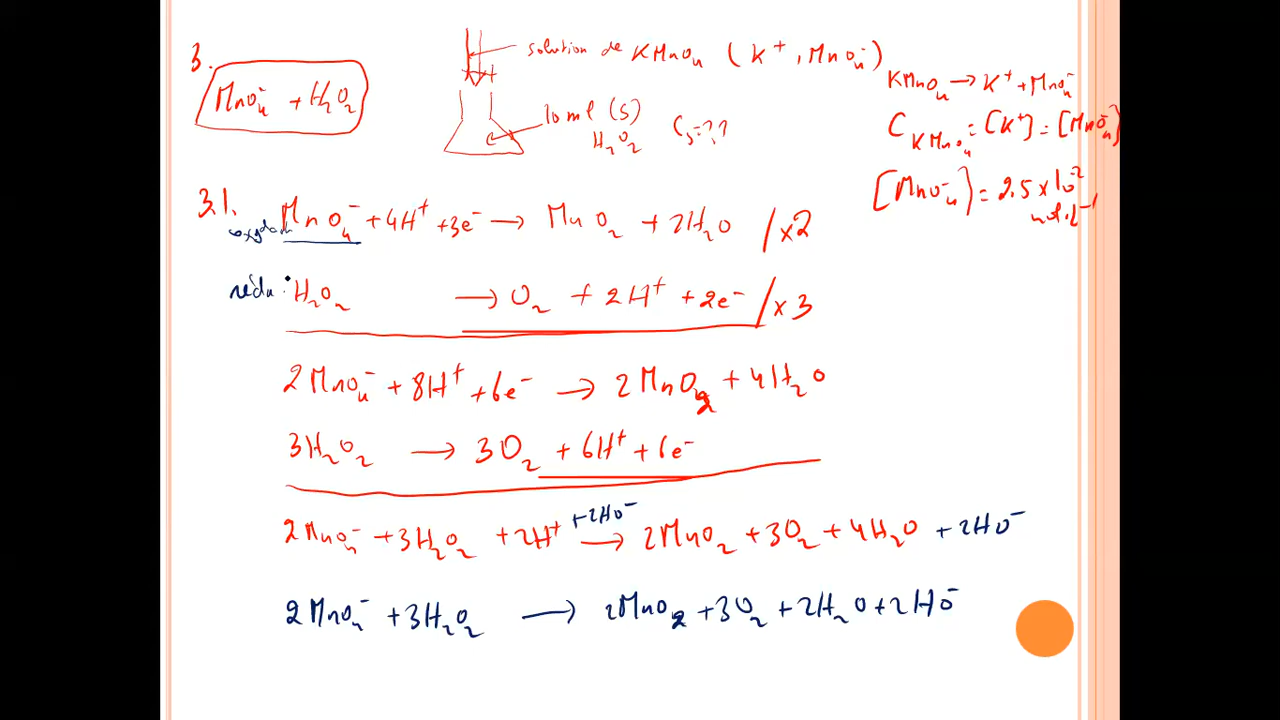 3.
MnO₄⁻ + H₂O₂
solution de KMnO₄ ( K⁺ , MnO₄⁻ )
10 ml (S)
H₂O₂
Cs = ??
KMnO₄ → K⁺ + MnO₄⁻
C KMnO₄ = [K⁺] = [MnO₄⁻]
[MnO₄⁻] = 2.5 x 10⁻²
mol.L⁻¹
3.1. MnO₄⁻ + 4H⁺ + 3e⁻ → MnO₂ + 2H₂O / x2
rédu : H₂O₂ → O₂ + 2H⁺ + 2e⁻ / x3
2MnO₄⁻ + 8H⁺ + 6e⁻ → 2MnO₂ + 4H₂O
3H₂O₂ → 3O₂ + 6H⁺ + 6e⁻
2MnO₄⁻ + 3H₂O₂ + 2H⁺ +2HO⁻ → 2MnO₂ + 3O₂ + 4H₂O + 2HO⁻
2MnO₄⁻ + 3H₂O₂ → 2MnO₂ + 3O₂ + 2H₂O + 2HO⁻